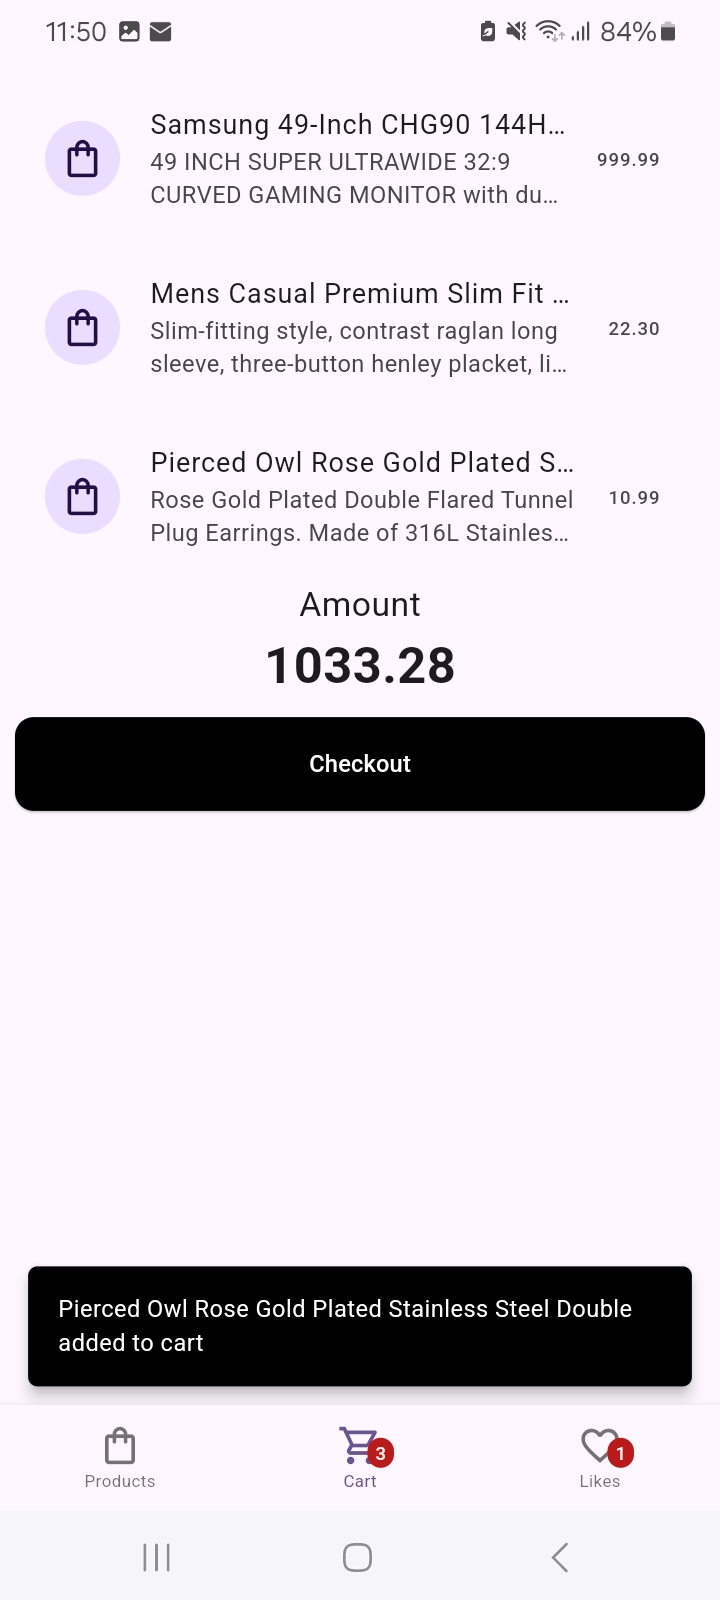 11:50 84%
Samsung 49-Inch CHG90 144H...
49 INCH SUPER ULTRAWIDE 32:9
CURVED GAMING MONITOR with du...
999.99
Mens Casual Premium Slim Fit ...
Slim-fitting style, contrast raglan long
sleeve, three-button henley placket, li...
22.30
Pierced Owl Rose Gold Plated S...
Rose Gold Plated Double Flared Tunnel
Plug Earrings. Made of 316L Stainles...
10.99
Amount
1033.28
Checkout
Pierced Owl Rose Gold Plated Stainless Steel Double
added to cart
3
1
Products Cart Likes